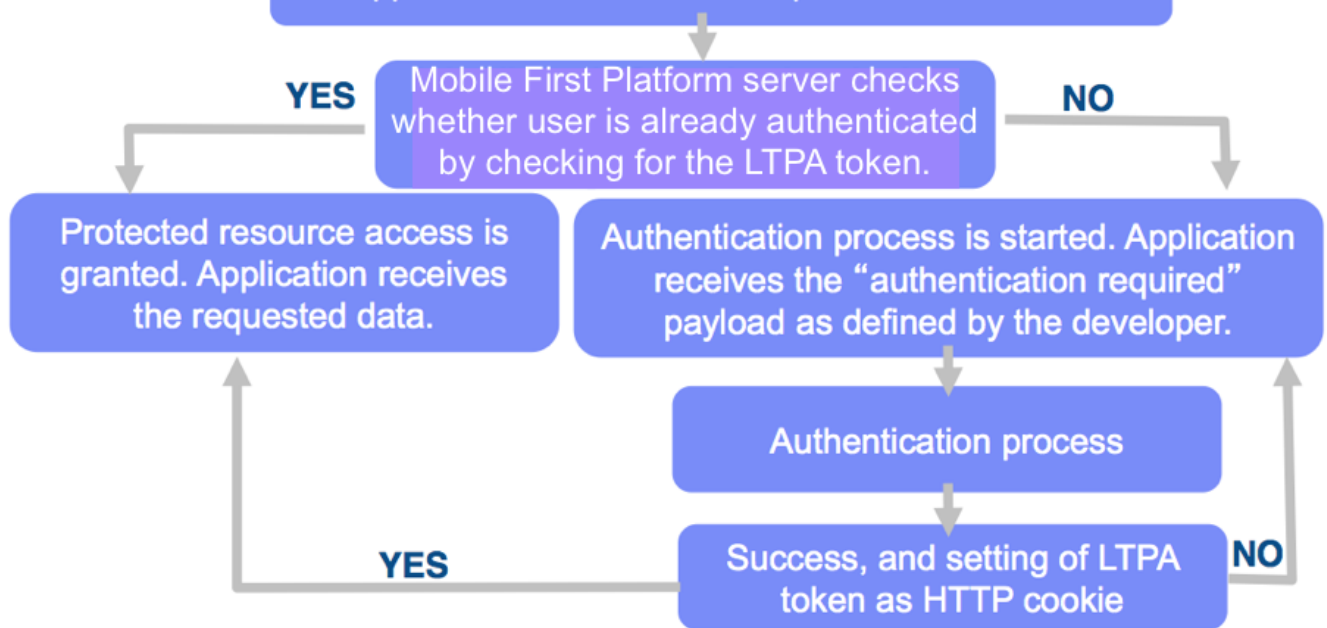 YES
Mobile First Platform server checks
whether user is already authenticated
by checking for the LTPA token.
NO
Protected resource access is
granted. Application receives
the requested data.
Authentication process is started. Application
receives the “authentication required”
payload as defined by the developer.
Authentication process
YES
Success, and setting of LTPA
token as HTTP cookie
NO